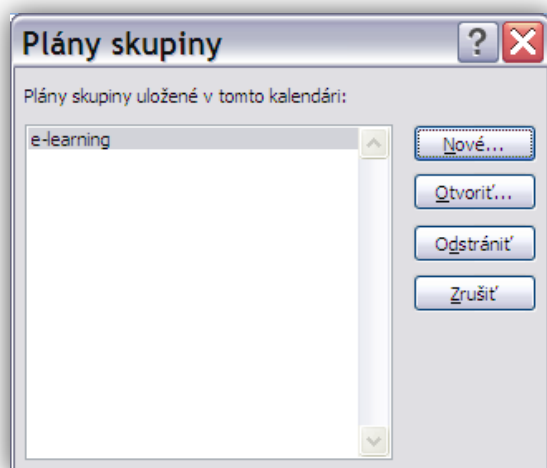 Plány skupiny
Plány skupiny uložené v tomto kalendári:
e-learning
Nové...
Otvoriť...
Odstrániť
Zrušiť